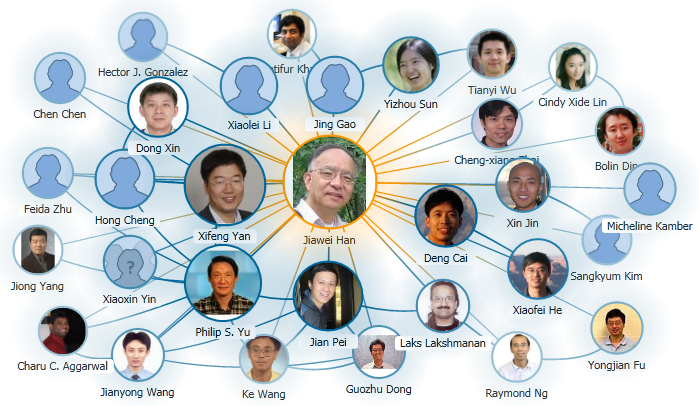 Hector J. Gonzalez
Tianyi Wu
Chen Chen
Xiaolei Li
Jing Gao
Yizhou Sun
Cindy Xide Lin
Dong Xin
Cheng-xiang
Bolin
Feida Zhu
Hong Cheng
Xifeng Yan
Jiawei Han
Xin Jin
Micheline Kamber
Deng Cai
Sangkyum Kim
Jiong Yang
Xiaoxin Yin
Xiaofei He
Philip S. Yu
Jian Pei
Laks Lakshmanan
Charu C. Aggarwal
Jianyong Wang
Ke Wang
Guozhu Dong
Raymond Ng
Yongjian Fu
?